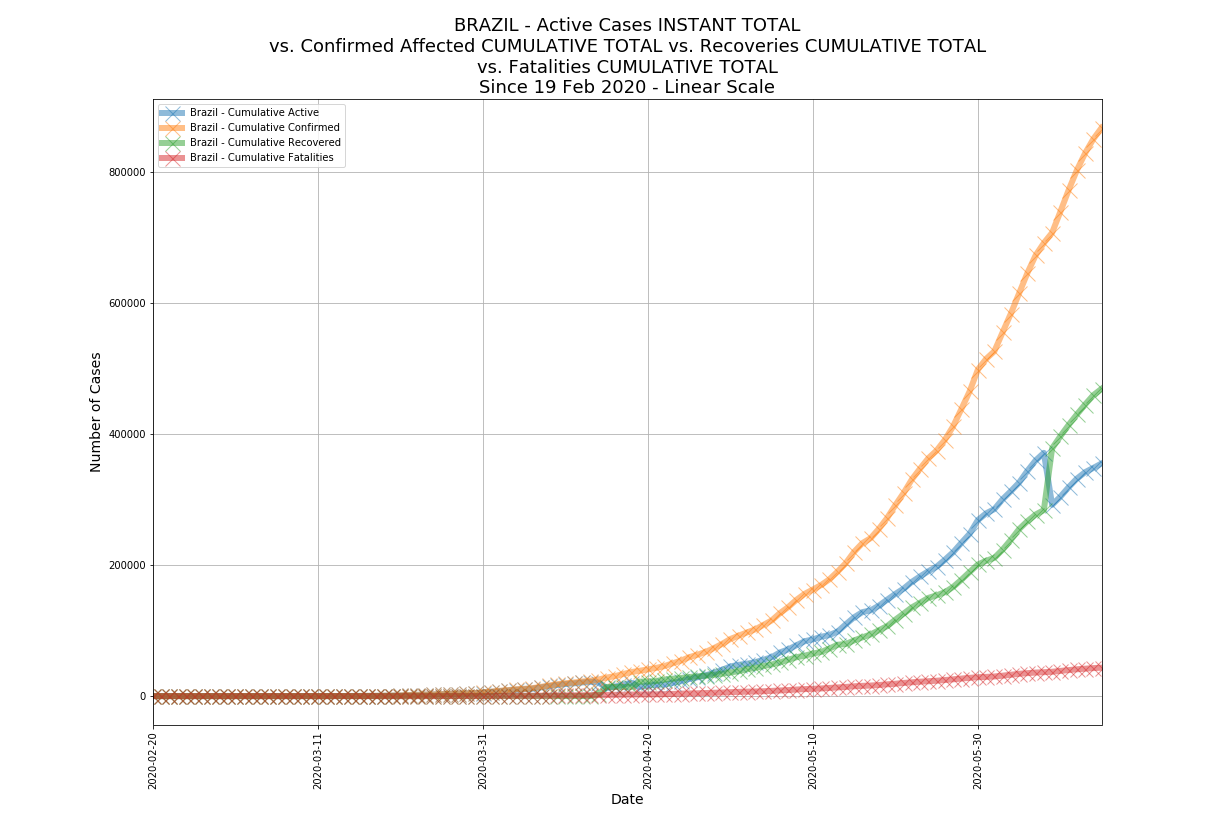 BRAZIL - Active Cases INSTANT TOTAL
vs. Confirmed Affected CUMULATIVE TOTAL vs. Recoveries CUMULATIVE TOTAL
vs. Fatalities CUMULATIVE TOTAL
Since 19 Feb 2020 - Linear Scale
Brazil - Cumulative Active
Brazil - Cumulative Confirmed
Brazil - Cumulative Recovered
Brazil - Cumulative Fatalities
Number of Cases
800000
600000
400000
200000
0
2020-02-20
2020-03-11
2020-03-31
2020-04-20
2020-05-10
2020-05-30
Date